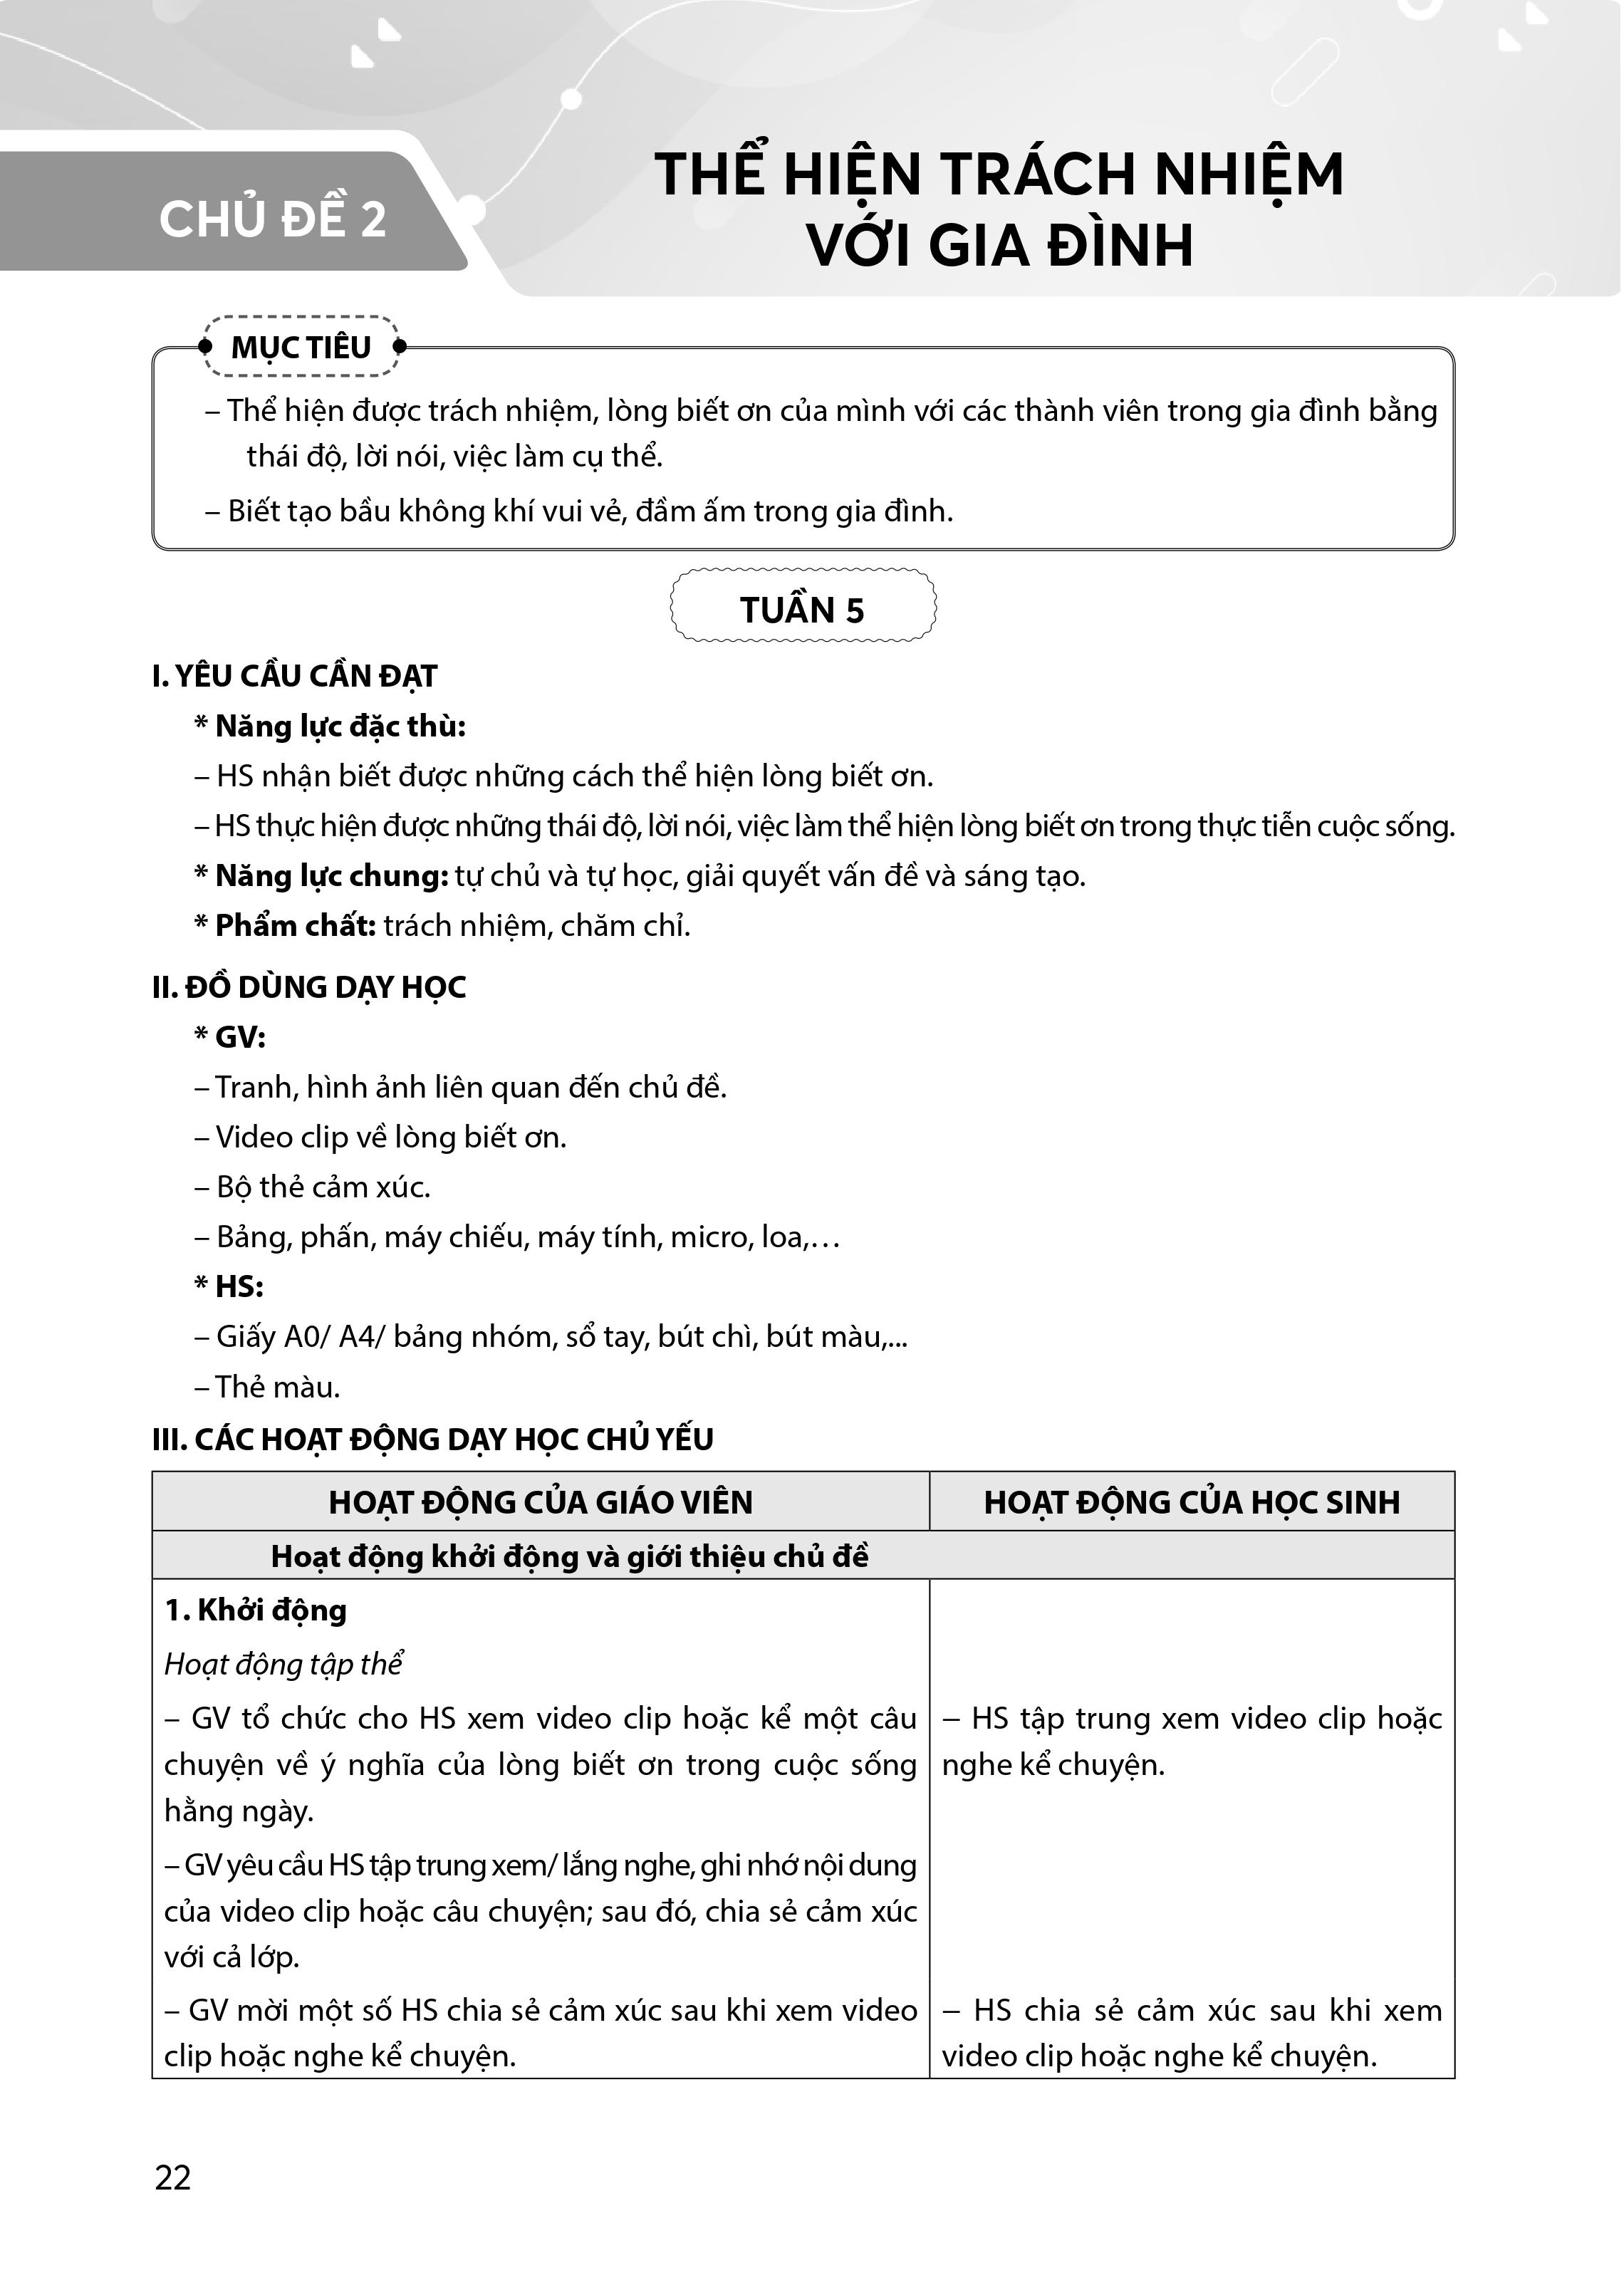 CHỦ ĐỀ 2
THỂ HIỆN TRÁCH NHIỆM
VỚI GIA ĐÌNH
MỤC TIÊU
– Thể hiện được trách nhiệm, lòng biết ơn của mình với các thành viên trong gia đình bằng
thái độ, lời nói, việc làm cụ thể.
– Biết tạo bầu không khí vui vẻ, đầm ấm trong gia đình.
TUẦN 5
I. YÊU CẦU CẦN ĐẠT
* Năng lực đặc thù:
– HS nhận biết được những cách thể hiện lòng biết ơn.
– HS thực hiện được những thái độ, lời nói, việc làm thể hiện lòng biết ơn trong thực tiễn cuộc sống.
* Năng lực chung: tự chủ và tự học, giải quyết vấn đề và sáng tạo.
* Phẩm chất: trách nhiệm, chăm chỉ.
II. ĐỒ DÙNG DẠY HỌC
* GV:
– Tranh, hình ảnh liên quan đến chủ đề.
– Video clip về lòng biết ơn.
– Bộ thẻ cảm xúc.
– Bảng, phấn, máy chiếu, máy tính, micro, loa,…
* HS:
– Giấy A0/ A4/ bảng nhóm, sổ tay, bút chì, bút màu,...
– Thẻ màu.
III. CÁC HOẠT ĐỘNG DẠY HỌC CHỦ YẾU
HOẠT ĐỘNG CỦA GIÁO VIÊN
HOẠT ĐỘNG CỦA HỌC SINH
Hoạt động khởi động và giới thiệu chủ đề
1. Khởi động
Hoạt động tập thể
– GV tổ chức cho HS xem video clip hoặc kể một câu
chuyện về ý nghĩa của lòng biết ơn trong cuộc sống
hằng ngày.
– HS tập trung xem video clip hoặc
nghe kể chuyện.
– GV yêu cầu HS tập trung xem/ lắng nghe, ghi nhớ nội dung
của video clip hoặc câu chuyện; sau đó, chia sẻ cảm xúc
với cả lớp.
– GV mời một số HS chia sẻ cảm xúc sau khi xem video
clip hoặc nghe kể chuyện.
– HS chia sẻ cảm xúc sau khi xem
video clip hoặc nghe kể chuyện.
22